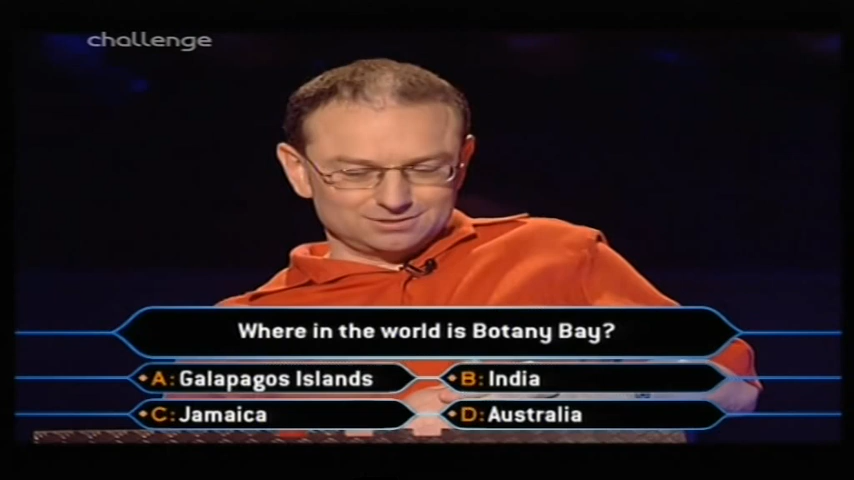 challenge
Where in the world is Botany Bay?
A: Galapagos Islands
B: India
C: Jamaica
D: Australia